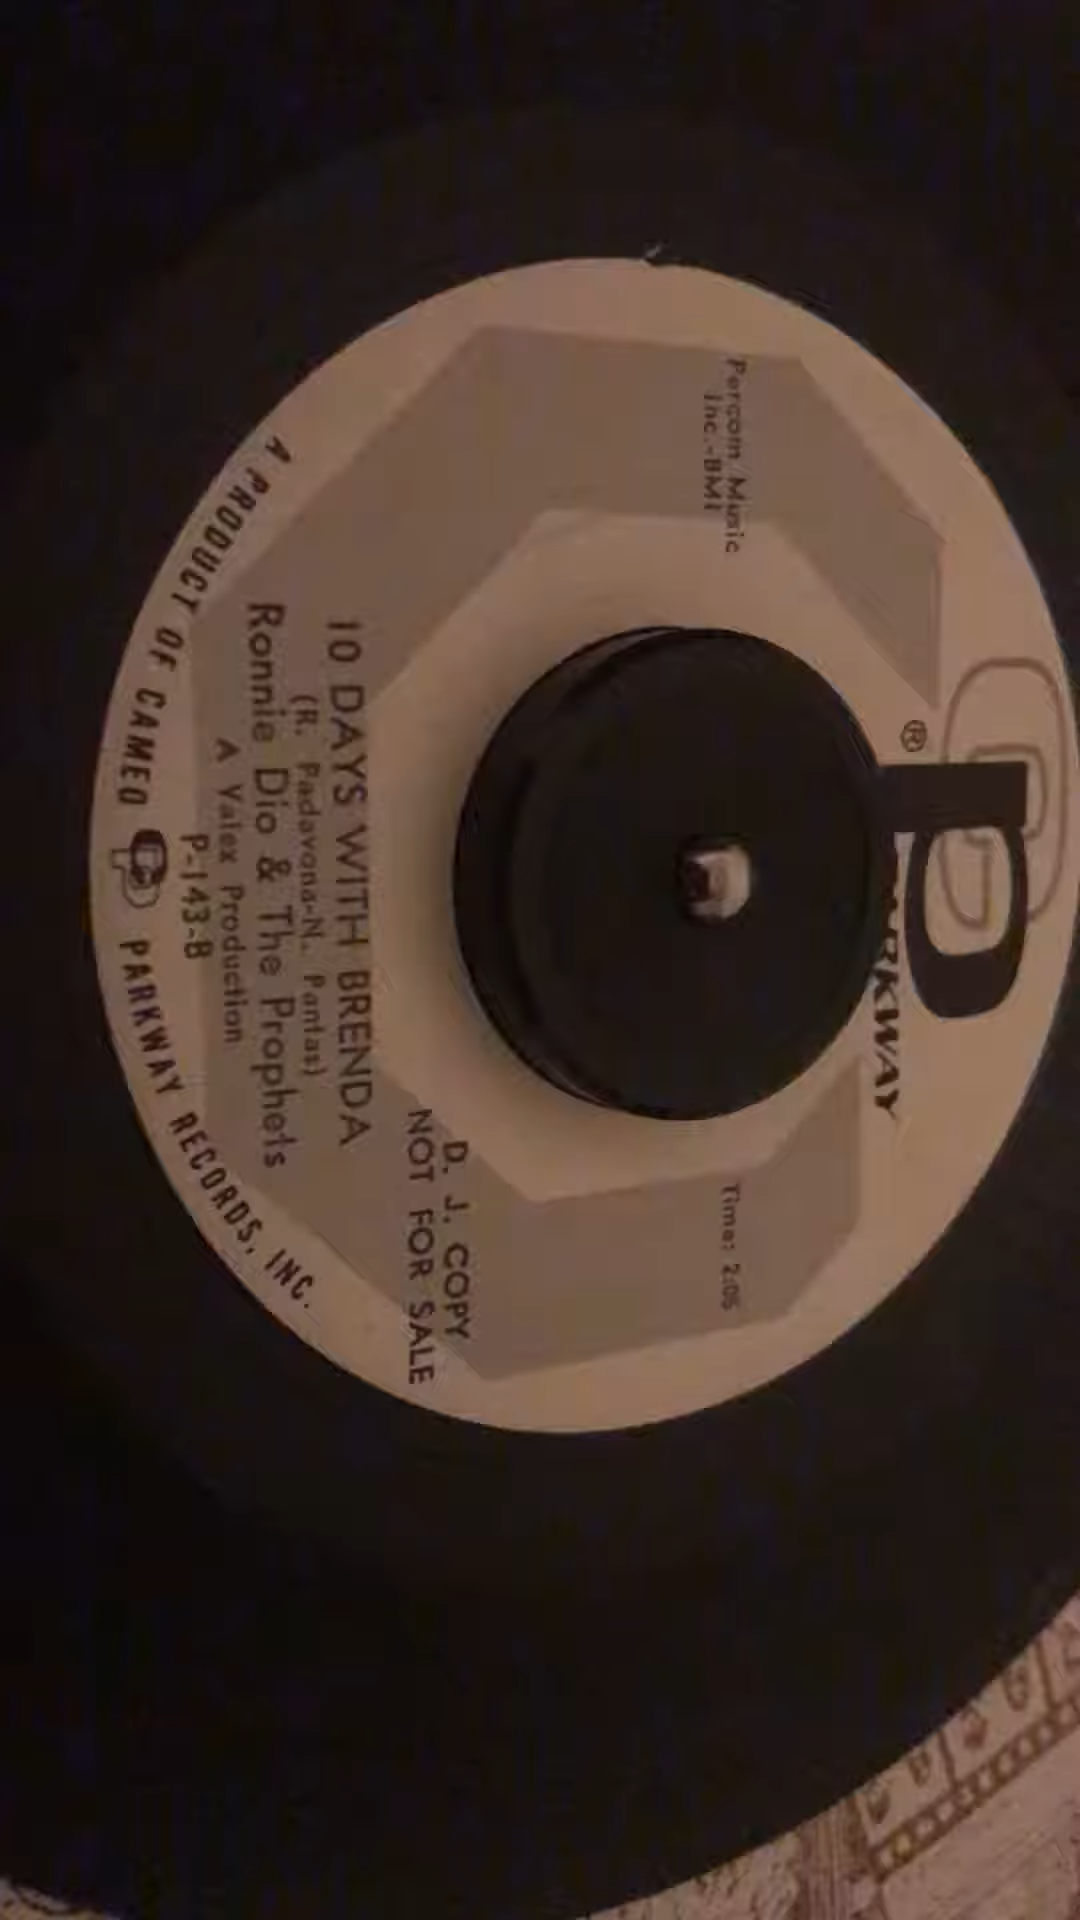 ®
PARKWAY
Percom Music
Inc.-BMI
Time: 2:05
D. J. COPY
NOT FOR SALE
10 DAYS WITH BRENDA
(R. Padavona-N. Pantas)
Ronnie Dio & The Prophets
A Yalex Production
P-143-B
A PRODUCT OF CAMEO PARKWAY RECORDS, INC.